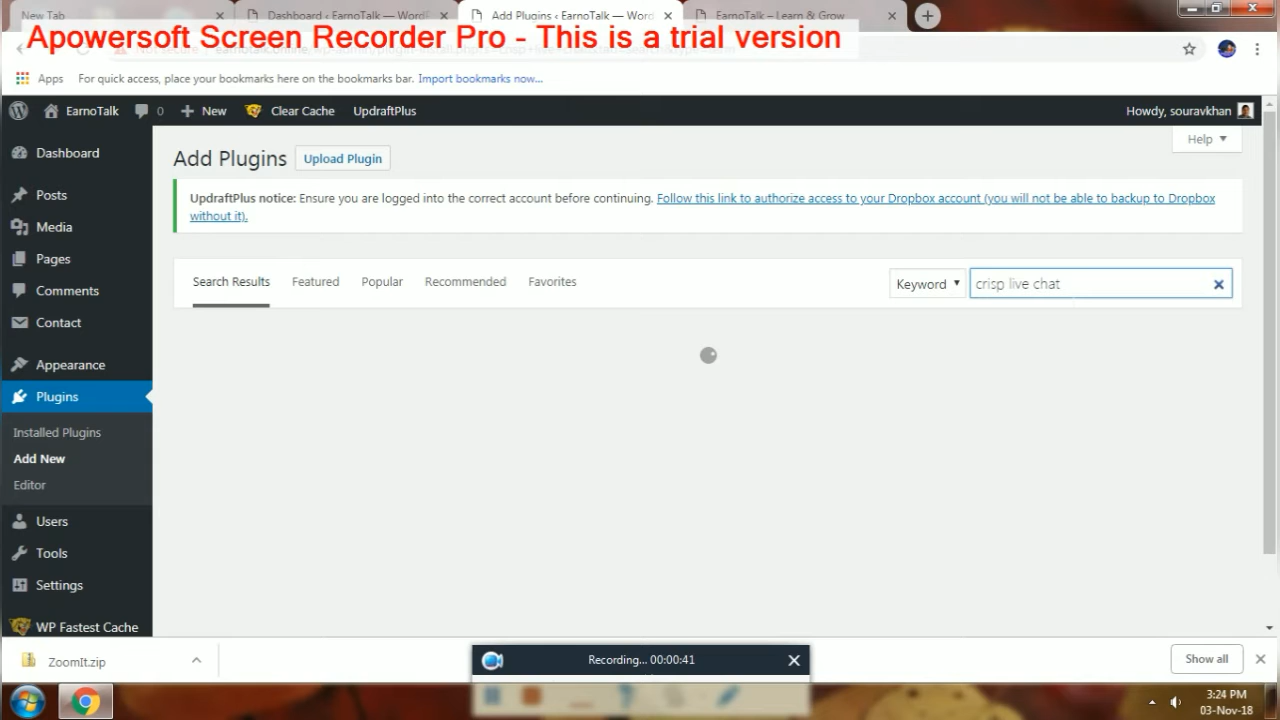 New Tab
Dashboard ‹ EarnoTalk — WordP
Add Plugins ‹ EarnoTalk — Word
EarnoTalk – Learn & Grow
Apowersoft Screen Recorder Pro - This is a trial version
Apps
For quick access, place your bookmarks here on the bookmarks bar. Import bookmarks now...
EarnoTalk
0
New
Clear Cache
UpdraftPlus
Howdy, souravkhan
Dashboard
Posts
Media
Pages
Comments
Contact
Appearance
Plugins
Installed Plugins
Add New
Editor
Users
Tools
Settings
WP Fastest Cache
Help
Add Plugins
Upload Plugin
UpdraftPlus notice: Ensure you are logged into the correct account before continuing. Follow this link to authorize access to your Dropbox account (you will not be able to backup to Dropbox
without it).
Search Results
Featured
Popular
Recommended
Favorites
Keyword
crisp live chat
ZoomIt.zip
Recording... 00:00:41
Show all
3:24 PM
03-Nov-18